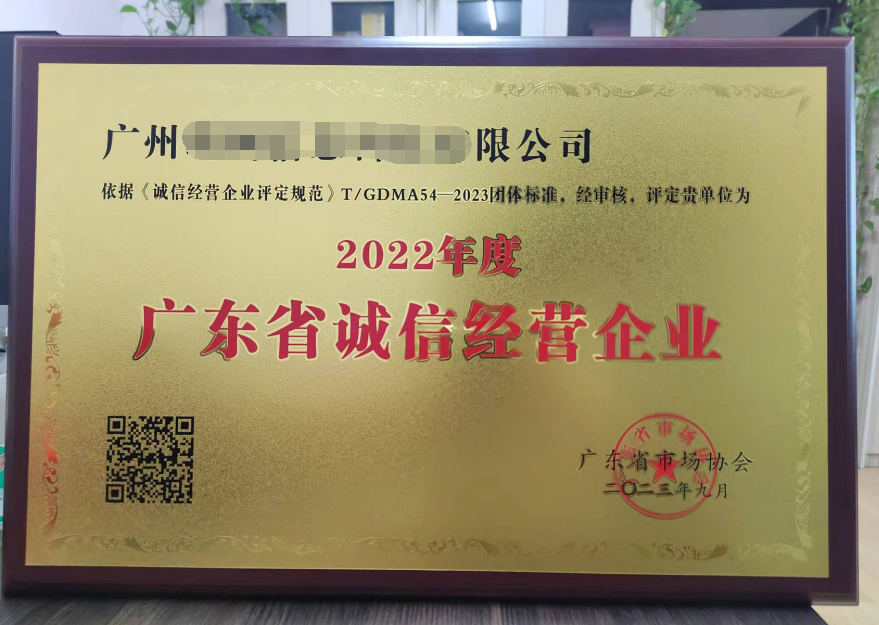 广州
限公司
依据《诚信经营企业评定规范》T/GDMA54—2023团体标准，经审核，评定贵单位为
2022年度
广东省诚信经营企业
广东省市场协会
二〇二三年九月